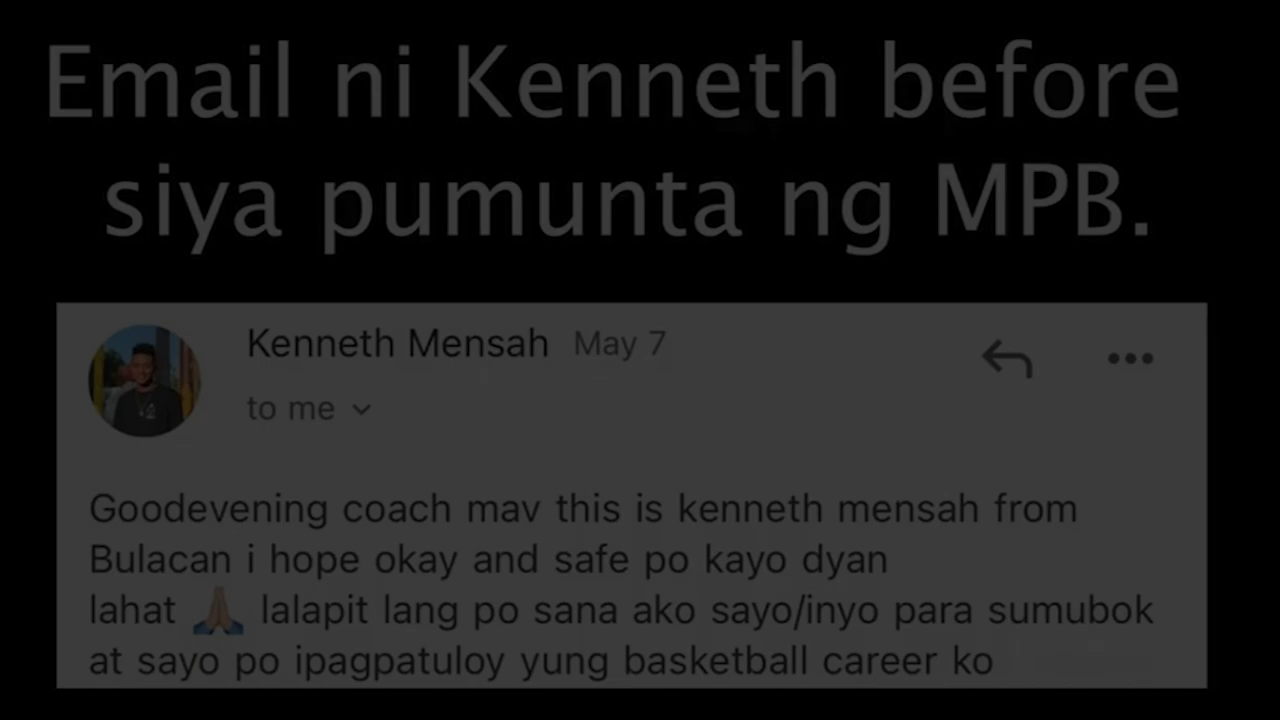 Email ni Kenneth before
siya pumunta ng MPB.
Kenneth Mensah May 7
to me
Goodevening coach mav this is kenneth mensah from
Bulacan i hope okay and safe po kayo dyan
lahat 🙏🏻 lalapit lang po sana ako sayo/inyo para sumubok
at sayo po ipagpatuloy yung basketball career ko